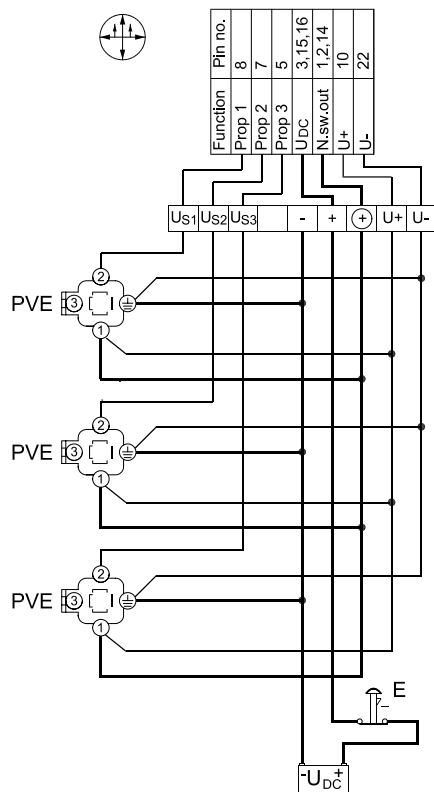 Function Pin no.
Prop 1 8
Prop 2 7
Prop 3 5
UDC 3,15,16
N.sw.out 1,2,14
U+ 10
U- 22
US1 US2 US3 - + + U+ U-
2
PVE 3
1
2
PVE 3
1
2
PVE 3
1
E
- UDC +